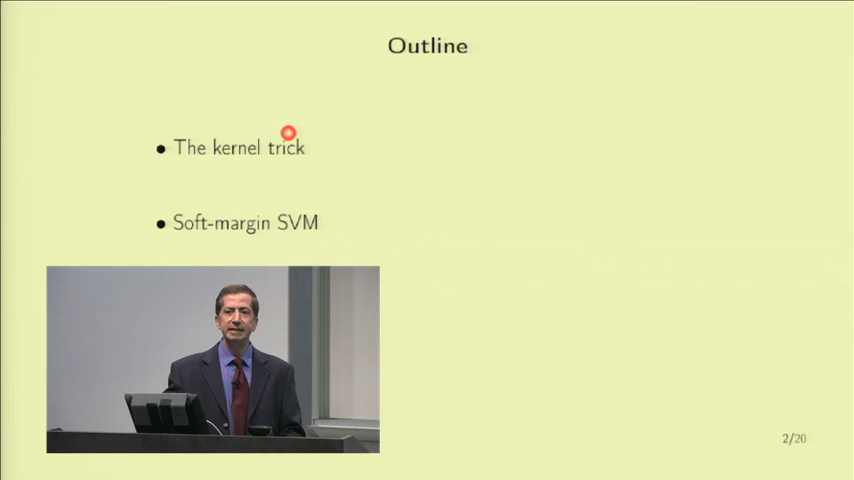 Outline
• The kernel trick
• Soft-margin SVM
2/20